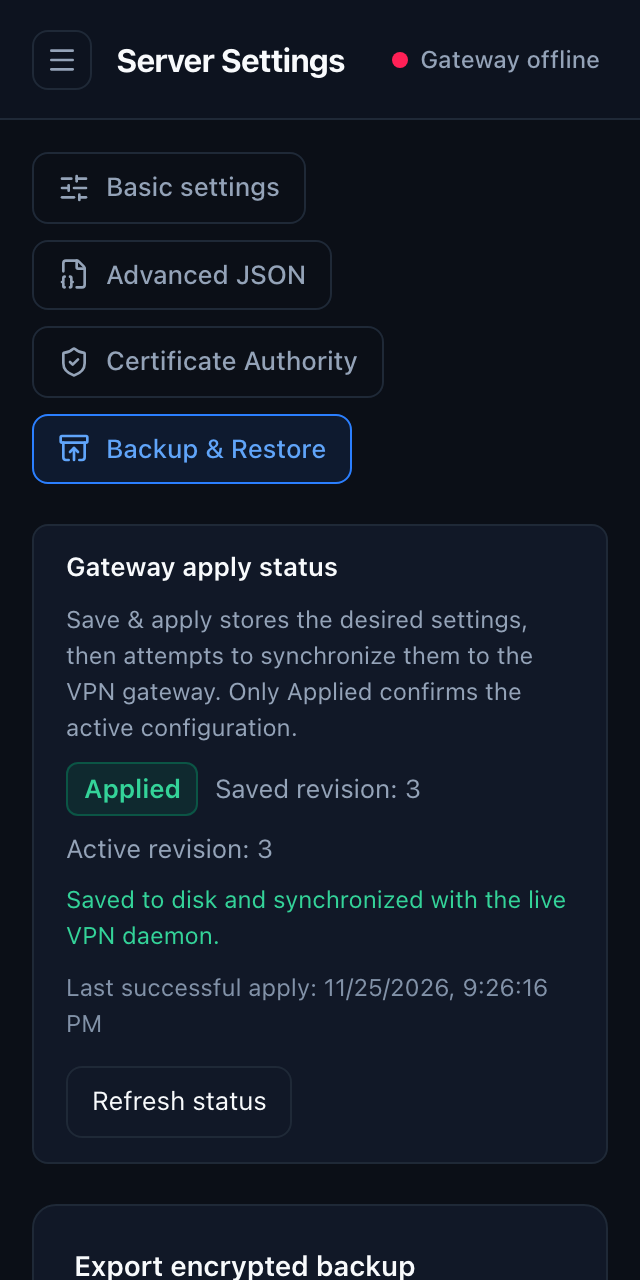 Server Settings
Gateway offline
Basic settings
Advanced JSON
Certificate Authority
Backup & Restore
Gateway apply status
Save & apply stores the desired settings,
then attempts to synchronize them to the
VPN gateway. Only Applied confirms the
active configuration.
Applied
Saved revision: 3
Active revision: 3
Saved to disk and synchronized with the live
VPN daemon.
Last successful apply: 11/25/2026, 9:26:16
PM
Refresh status
Export encrypted backup